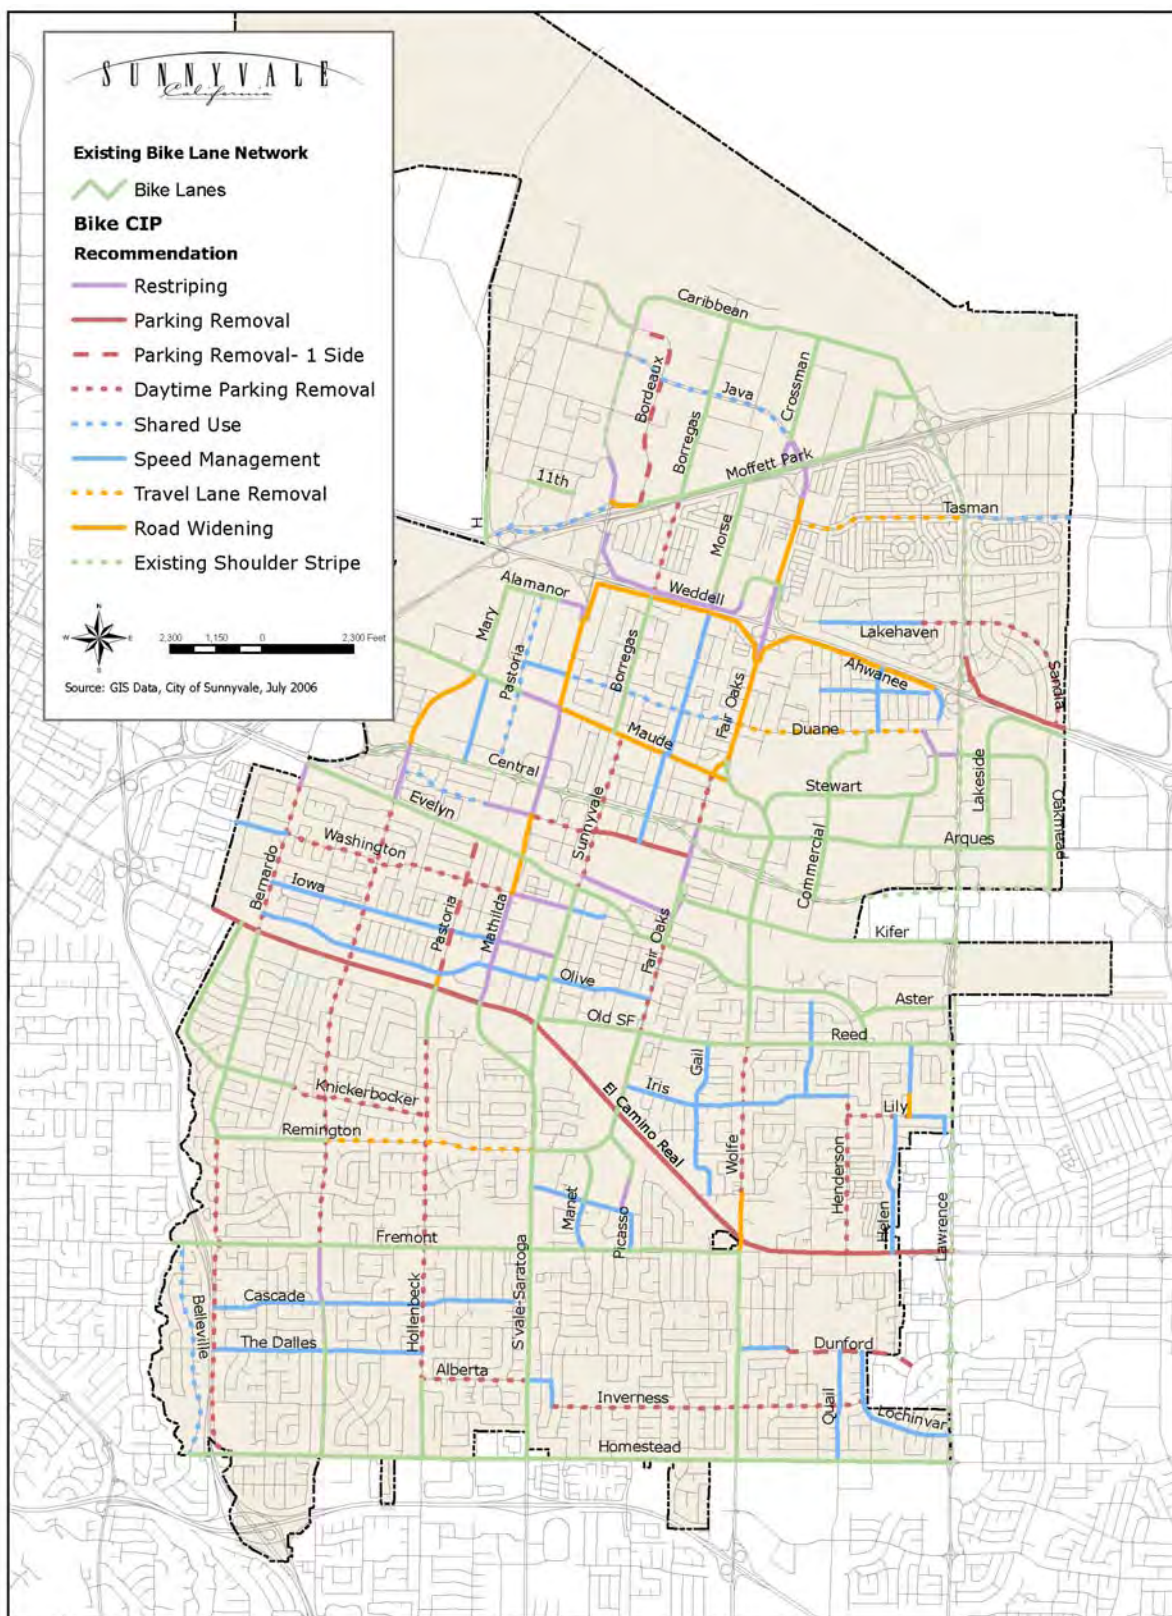 SUNNYVALE
California
Existing Bike Lane Network
Bike Lanes
Bike CIP
Recommendation
Restriping
Parking Removal
Parking Removal- 1 Side
Daytime Parking Removal
Shared Use
Speed Management
Travel Lane Removal
Road Widening
Existing Shoulder Stripe
N
W E
S
2,300 1,150 0 2,300 Feet
Source: GIS Data, City of Sunnyvale, July 2006
Caribbean
Bordeaux
Java
Crossman
Borregas
Moffett Park
11th
H
Tasman
Morse
Alamanor
Weddell
Mary
Lakehaven
Pastoria
Borregas
Ahwanee
Sandia
Fair Oaks
Maude
Duane
Central
Stewart
Lakeside
Oakmead
Evelyn
Sunnyvale
Arques
Commercial
Washington
Bernardo
Iowa
Pastoria
Mathilda
Fair Oaks
Kifer
Olive
Aster
Old SF
Reed
Gail
Iris
Knickerbocker
El Camino Real
Lily
Remington
Wolfe
Henderson
Manet
Picasso
Helen
Lawrence
Fremont
S'vale-Saratoga
Cascade
Belleville
Hollenbeck
The Dalles
Dunford
Alberta
Inverness
Quail
Lochinvar
Homestead